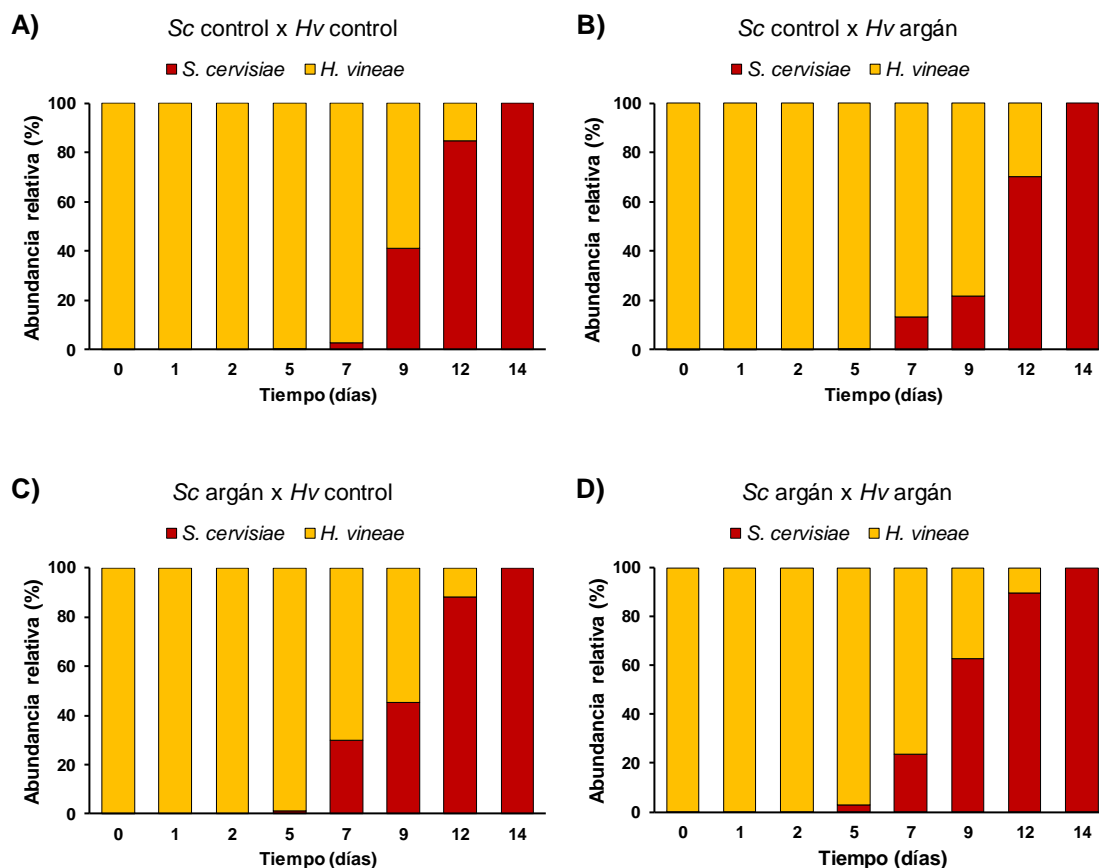 A)
Sc control x Hv control
S. cervisiae H. vineae
Abundancia relativa (%)
100
80
60
40
20
0
0 1 2 5 7 9 12 14
Tiempo (días)
B)
Sc control x Hv argán
S. cervisiae H. vineae
Abundancia relativa (%)
100
80
60
40
20
0
0 1 2 5 7 9 12 14
Tiempo (días)
C)
Sc argán x Hv control
S. cervisiae H. vineae
Abundancia relativa (%)
100
80
60
40
20
0
0 1 2 5 7 9 12 14
Tiempo (días)
D)
Sc argán x Hv argán
S. cervisiae H. vineae
Abundancia relativa (%)
100
80
60
40
20
0
0 1 2 5 7 9 12 14
Tiempo (días)